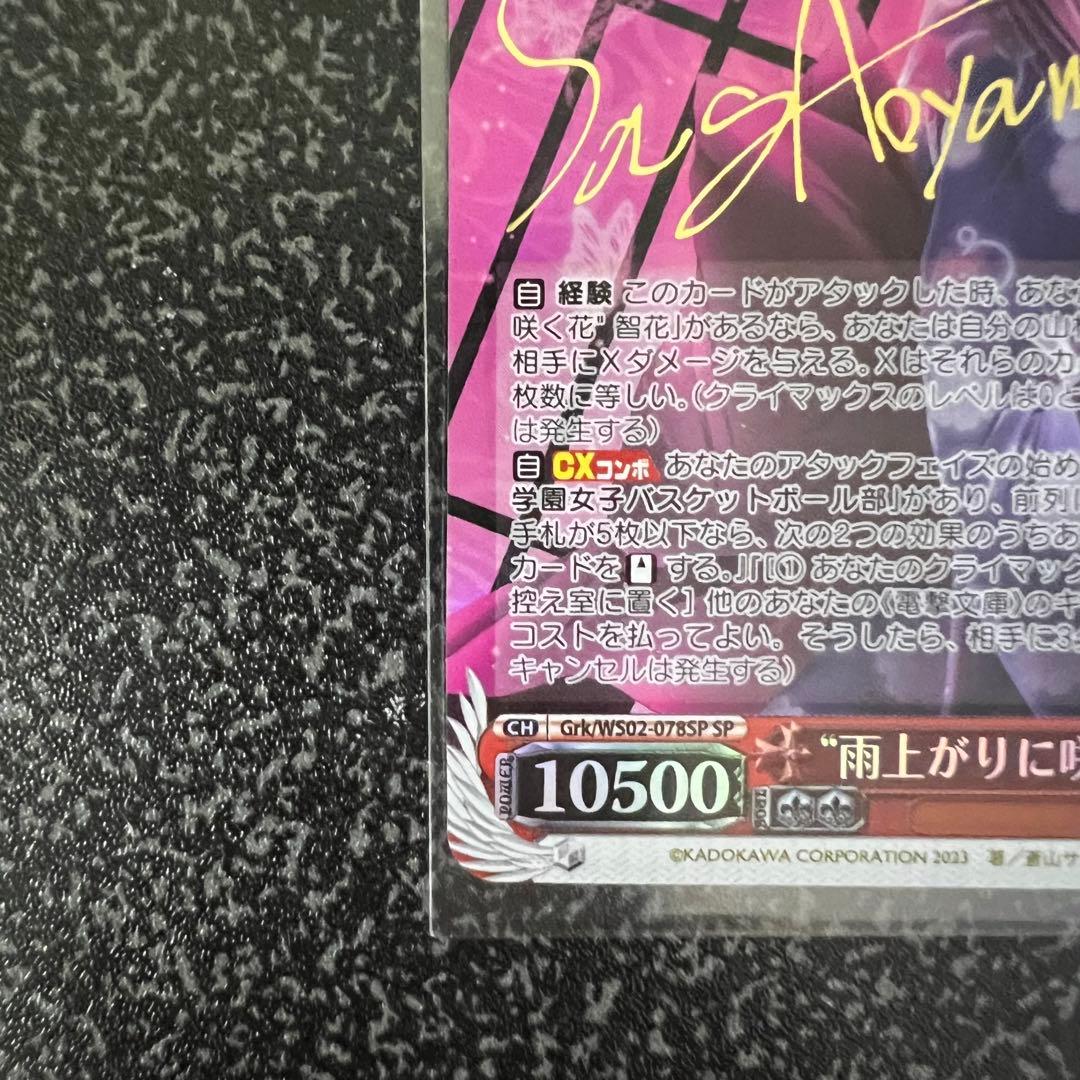 Sag Aoyam
自 経験 このカードがアタックした時、あな
咲く花" 智花」があるなら、あなたは自分の山
相手にXダメージを与える。Xはそれらのカ
枚数に等しい。(クライマックスのレベルは0と
は発生する)
自 CXコンボ あなたのアタックフェイズの始め
学園女子バスケットボール部」があり、前列
手札が5枚以下なら、次の2つの効果のうちあ
カードを する。』『[① あなたのクライマック
控え室に置く] 他のあなたの《電撃文庫》のキ
コストを払ってよい。そうしたら、相手に3
キャンセルは発生する)
CH Grk/WS02-078SP SP
POWER 10500 "雨上がりに咲
SOUL
©KADOKAWA CORPORATION 2023 著/蒼山サ